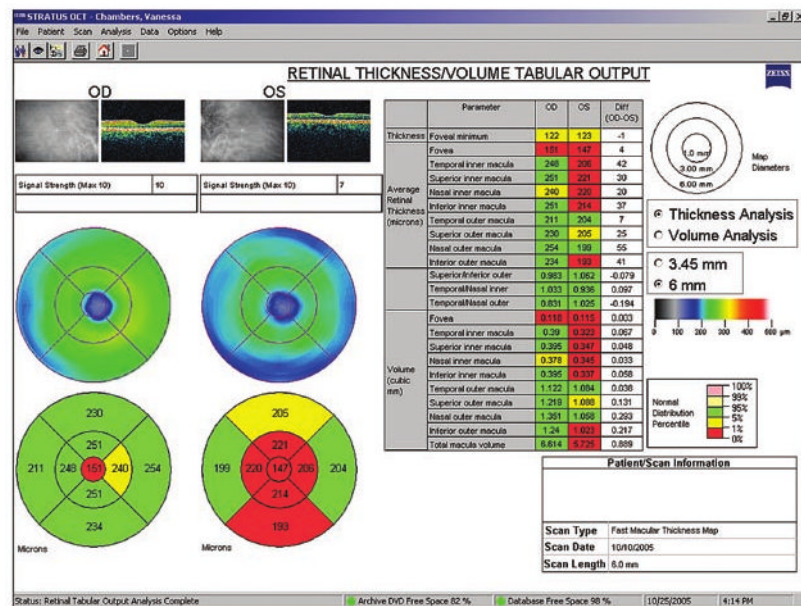 STRATUS OCT - Chambers, Vanessa
File Patient Scan Analysis Data Options Help
RETINAL THICKNESS/VOLUME TABULAR OUTPUT
ZEISS
OD OS
Signal Strength (Max 10) 10 Signal Strength (Max 10) 7
Parameter OD OS Diff (OD-OS)
Thickness Foveal minimum 122 123 -1
Average Retinal Thickness (microns)
Fovea 151 147 4
Temporal inner macula 248 206 42
Superior inner macula 251 221 30
Nasal inner macula 240 220 20
Inferior inner macula 251 214 37
Temporal outer macula 211 204 7
Superior outer macula 230 205 25
Nasal outer macula 254 199 55
Inferior outer macula 234 193 41
Superior/Inferior outer 0.983 1.062 -0.079
Temporal/Nasal inner 1.033 0.936 0.097
Temporal/Nasal outer 0.831 1.025 -0.194
Volume (cubic mm)
Fovea 0.118 0.115 0.003
Temporal inner macula 0.39 0.323 0.067
Superior inner macula 0.395 0.347 0.048
Nasal inner macula 0.378 0.345 0.033
Inferior inner macula 0.395 0.337 0.058
Temporal outer macula 1.122 1.084 0.038
Superior outer macula 1.219 1.088 0.131
Nasal outer macula 1.351 1.058 0.293
Inferior outer macula 1.24 1.023 0.217
Total macula volume 6.614 5.725 0.889
1.0 mm
3.00 mm
6.00 mm
Map Diameters
Thickness Analysis
Volume Analysis
3.45 mm
6 mm
0 100 200 300 400 500 µm
Normal Distribution Percentile
100%
99%
95%
5%
1%
0%
230
251
211 248 151 240 254
251
234
Microns
205
221
199 220 147 206 204
214
193
Microns
Patient/Scan Information
Scan Type Fast Macular Thickness Map
Scan Date 10/10/2005
Scan Length 6.0 mm
Status: Retinal Tabular Output Analysis Complete Archive DVD Free Space 82 % Database Free Space 98 % 10/25/2005 4:14 PM